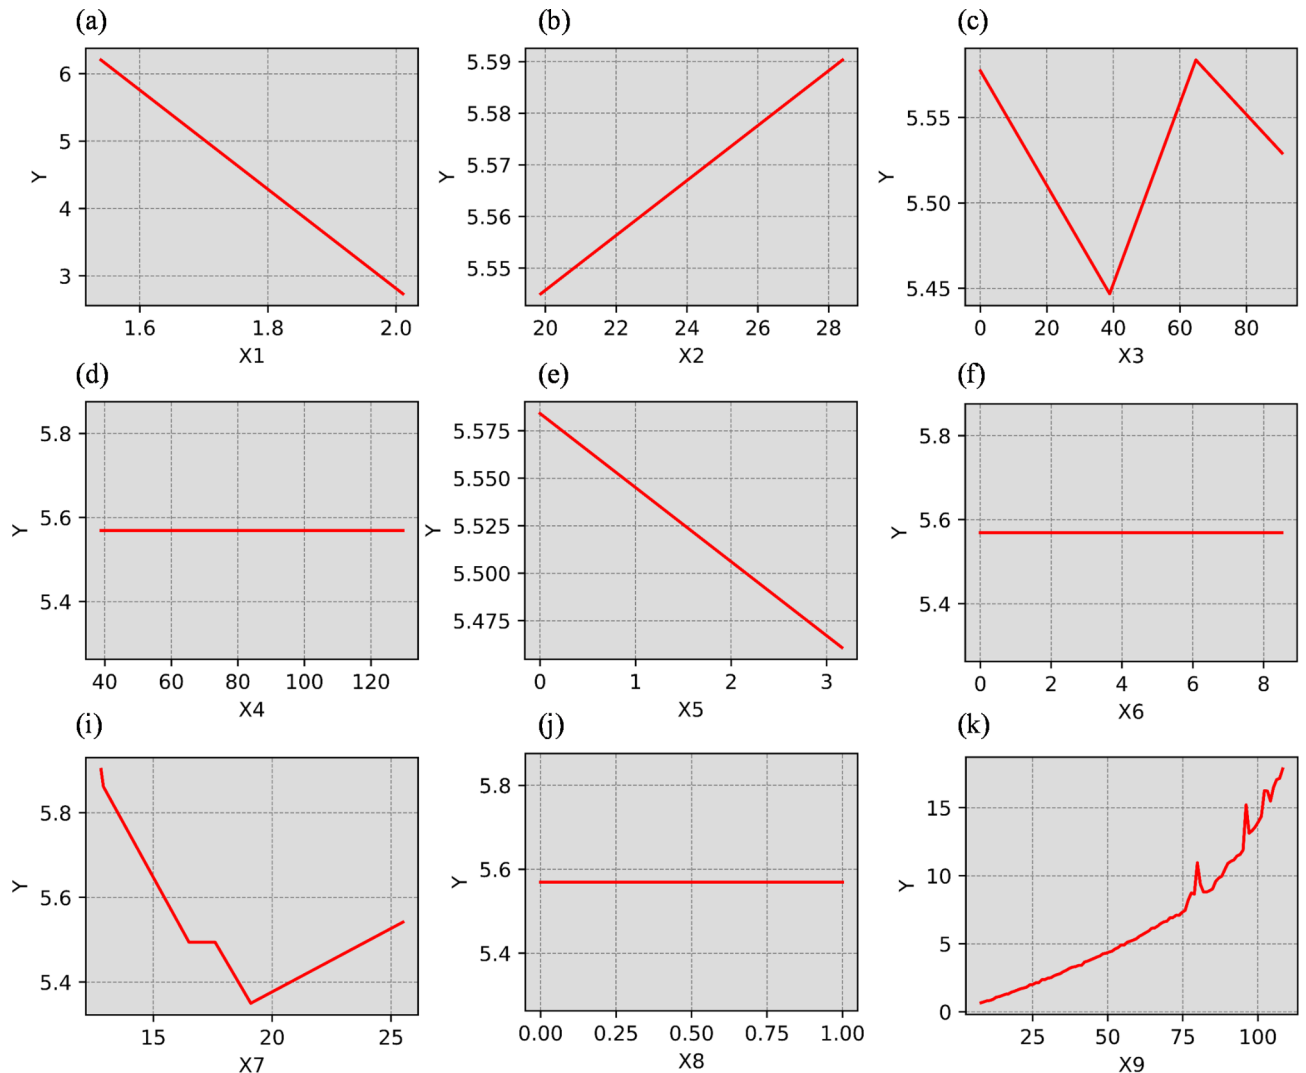 (a)
6
5
4
3
Y
1.6 1.8 2.0
X1
(b)
5.59
5.58
5.57
5.56
5.55
Y
20 22 24 26 28
X2
(c)
5.55
5.50
5.45
Y
0 20 40 60 80
X3
(d)
5.8
5.6
5.4
Y
40 60 80 100 120
X4
(e)
5.575
5.550
5.525
5.500
5.475
Y
0 1 2 3
X5
(f)
5.8
5.6
5.4
Y
0 2 4 6 8
X6
(i)
5.8
5.6
5.4
Y
15 20 25
X7
(j)
5.8
5.6
5.4
Y
0.00 0.25 0.50 0.75 1.00
X8
(k)
15
10
5
0
Y
25 50 75 100
X9